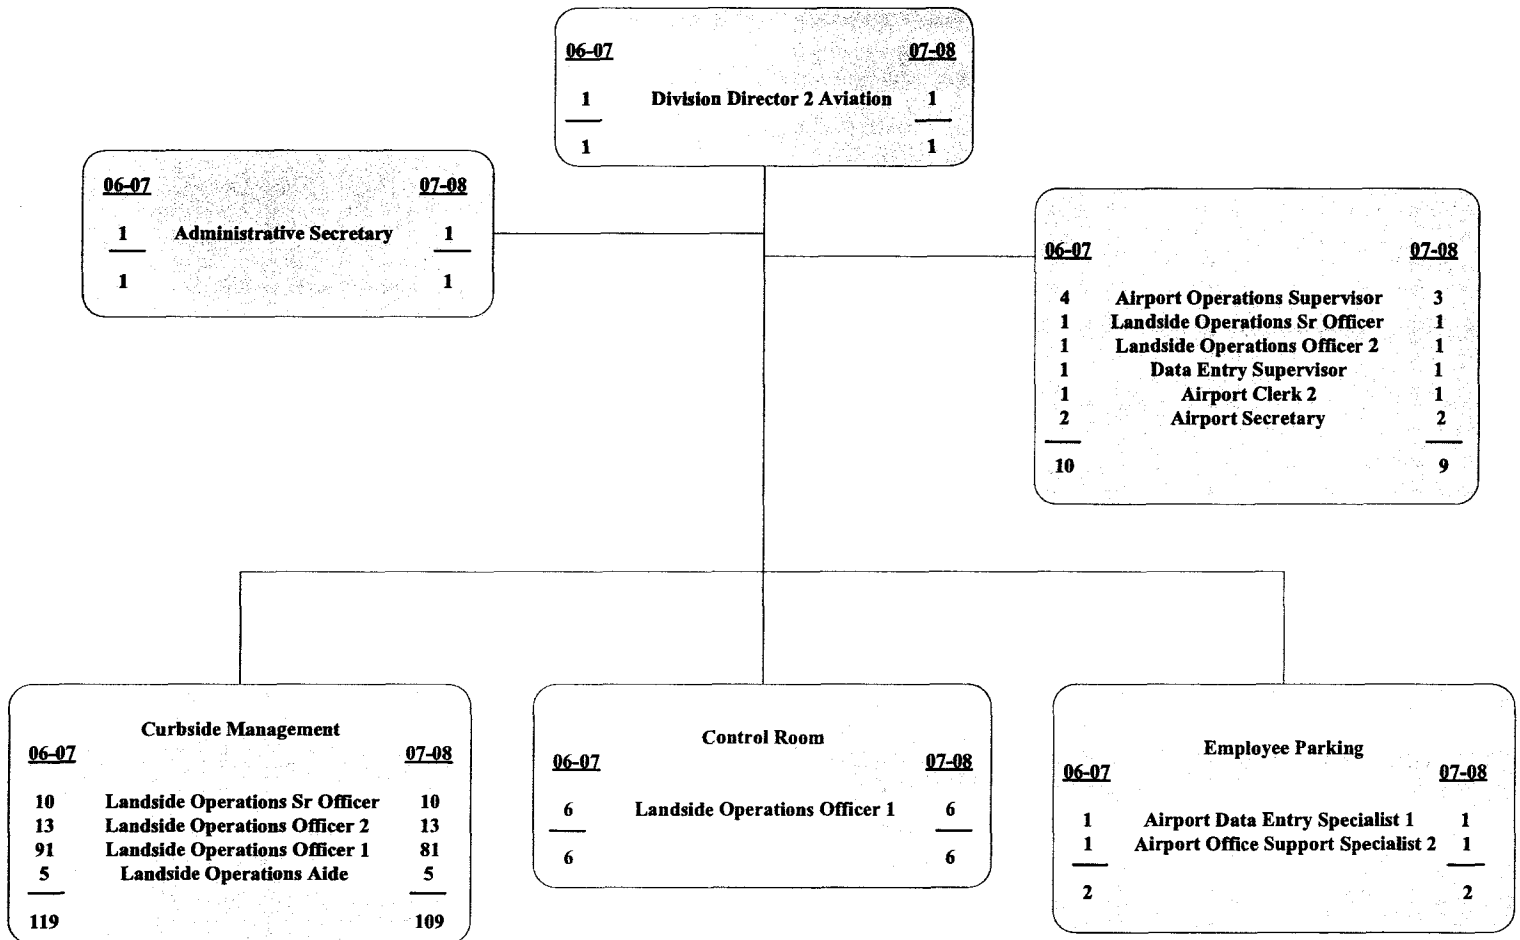 06-07 07-08
1 Division Director 2 Aviation 1
1 1
06-07 07-08
1 Administrative Secretary 1
1 1
06-07 07-08
4 Airport Operations Supervisor 3
1 Landside Operations Sr Officer 1
1 Landside Operations Officer 2 1
1 Data Entry Supervisor 1
1 Airport Clerk 2 1
2 Airport Secretary 2
10 9
Curbside Management
06-07 07-08
10 Landside Operations Sr Officer 10
13 Landside Operations Officer 2 13
91 Landside Operations Officer 1 81
5 Landside Operations Aide 5
119 109
Control Room
06-07 07-08
6 Landside Operations Officer 1 6
6 6
Employee Parking
06-07 07-08
1 Airport Data Entry Specialist 1 1
1 Airport Office Support Specialist 2 1
2 2